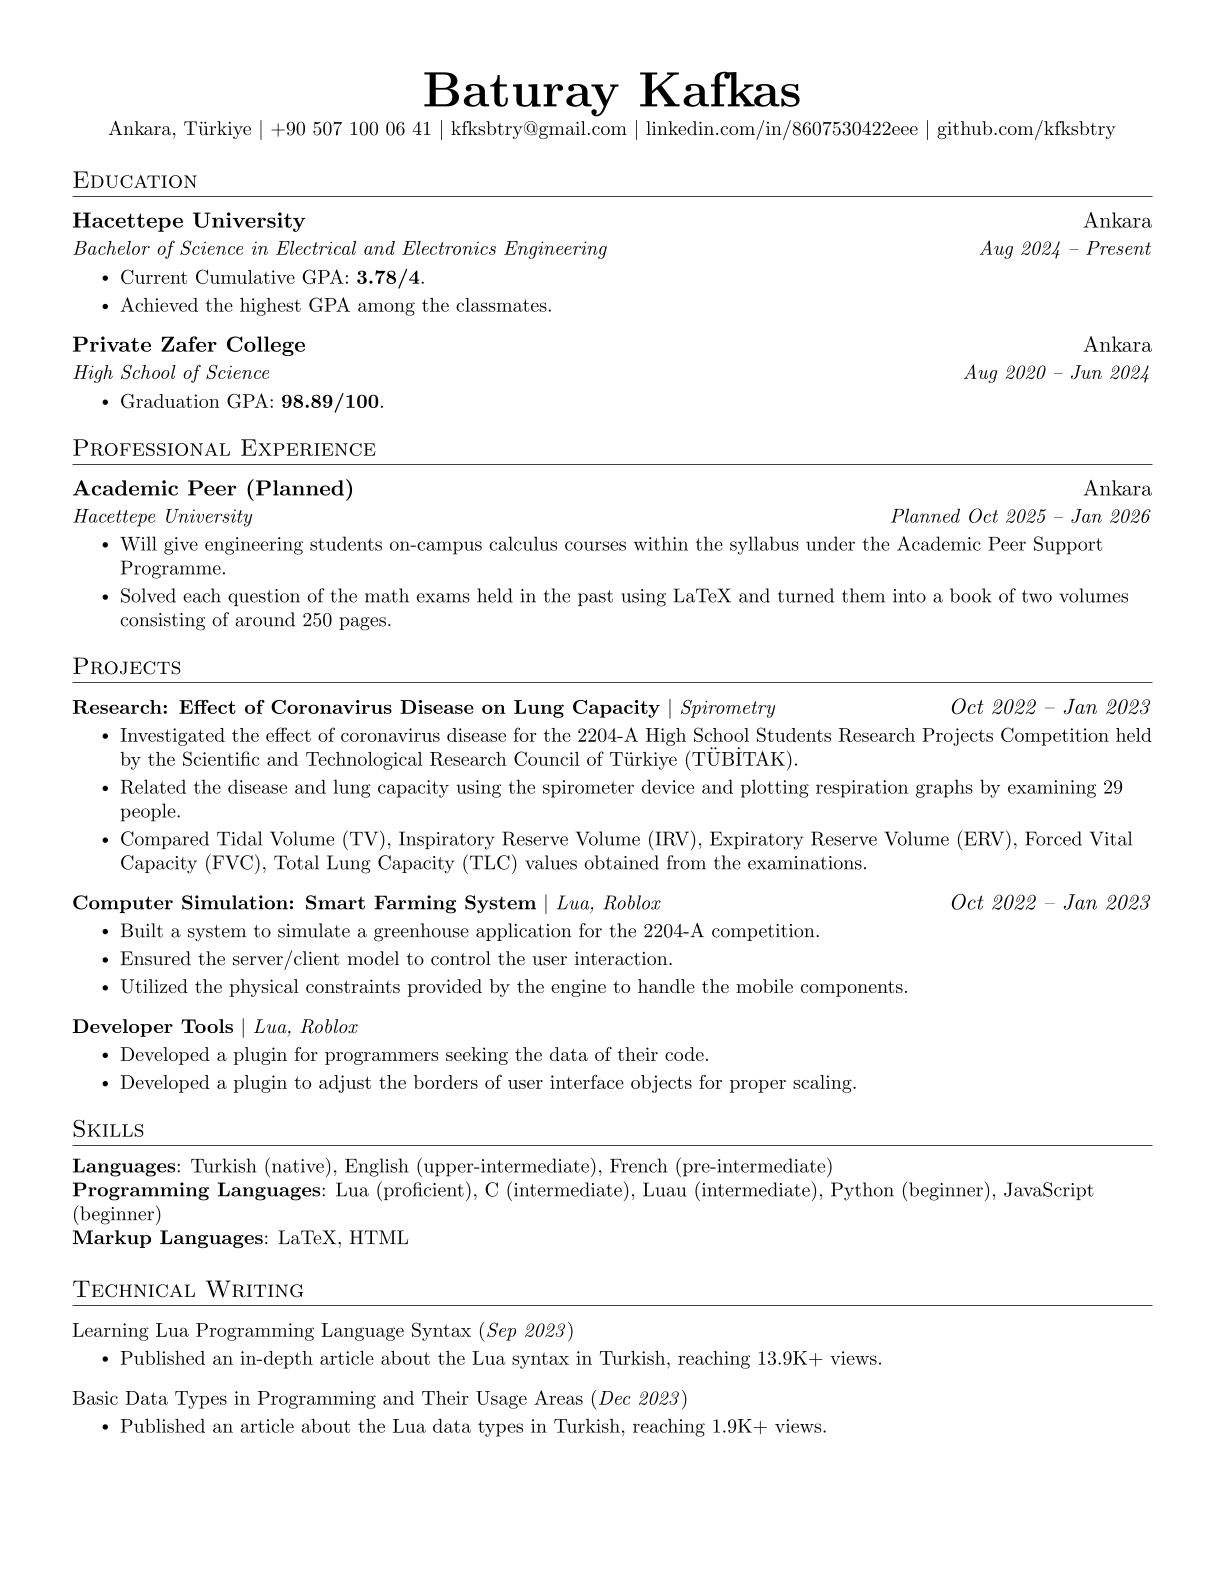 Baturay Kafkas
Ankara, Türkiye | +90 507 100 06 41 | kfksbtry@gmail.com | linkedin.com/in/8607530422eee | github.com/kfksbtry
Education
Hacettepe University Ankara
Bachelor of Science in Electrical and Electronics Engineering Aug 2024 – Present
• Current Cumulative GPA: 3.78/4.
• Achieved the highest GPA among the classmates.
Private Zafer College Ankara
High School of Science Aug 2020 – Jun 2024
• Graduation GPA: 98.89/100.
Professional Experience
Academic Peer (Planned) Ankara
Hacettepe University Planned Oct 2025 – Jan 2026
• Will give engineering students on-campus calculus courses within the syllabus under the Academic Peer Support
Programme.
• Solved each question of the math exams held in the past using LaTeX and turned them into a book of two volumes
consisting of around 250 pages.
Projects
Research: Effect of Coronavirus Disease on Lung Capacity | Spirometry Oct 2022 – Jan 2023
• Investigated the effect of coronavirus disease for the 2204-A High School Students Research Projects Competition held
by the Scientific and Technological Research Council of Türkiye (TÜBİTAK).
• Related the disease and lung capacity using the spirometer device and plotting respiration graphs by examining 29
people.
• Compared Tidal Volume (TV), Inspiratory Reserve Volume (IRV), Expiratory Reserve Volume (ERV), Forced Vital
Capacity (FVC), Total Lung Capacity (TLC) values obtained from the examinations.
Computer Simulation: Smart Farming System | Lua, Roblox Oct 2022 – Jan 2023
• Built a system to simulate a greenhouse application for the 2204-A competition.
• Ensured the server/client model to control the user interaction.
• Utilized the physical constraints provided by the engine to handle the mobile components.
Developer Tools | Lua, Roblox
• Developed a plugin for programmers seeking the data of their code.
• Developed a plugin to adjust the borders of user interface objects for proper scaling.
Skills
Languages: Turkish (native), English (upper-intermediate), French (pre-intermediate)
Programming Languages: Lua (proficient), C (intermediate), Luau (intermediate), Python (beginner), JavaScript
(beginner)
Markup Languages: LaTeX, HTML
Technical Writing
Learning Lua Programming Language Syntax (Sep 2023)
• Published an in-depth article about the Lua syntax in Turkish, reaching 13.9K+ views.
Basic Data Types in Programming and Their Usage Areas (Dec 2023)
• Published an article about the Lua data types in Turkish, reaching 1.9K+ views.